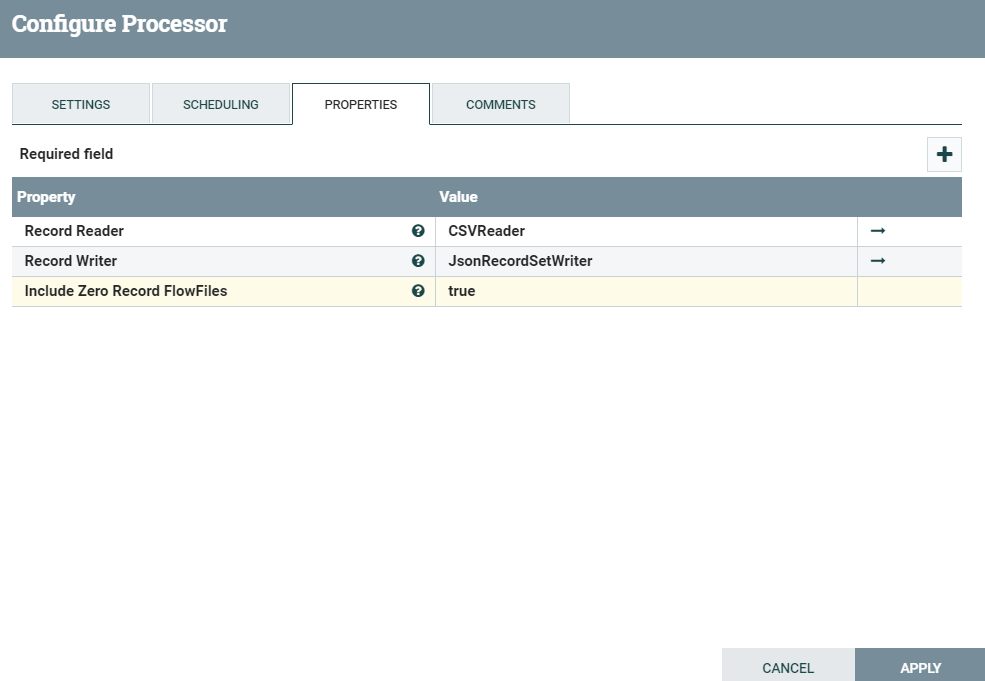 Configure Processor
SETTINGS SCHEDULING PROPERTIES COMMENTS
Required field
Property Value
Record Reader CSVReader
Record Writer JsonRecordSetWriter
Include Zero Record FlowFiles true
CANCEL APPLY